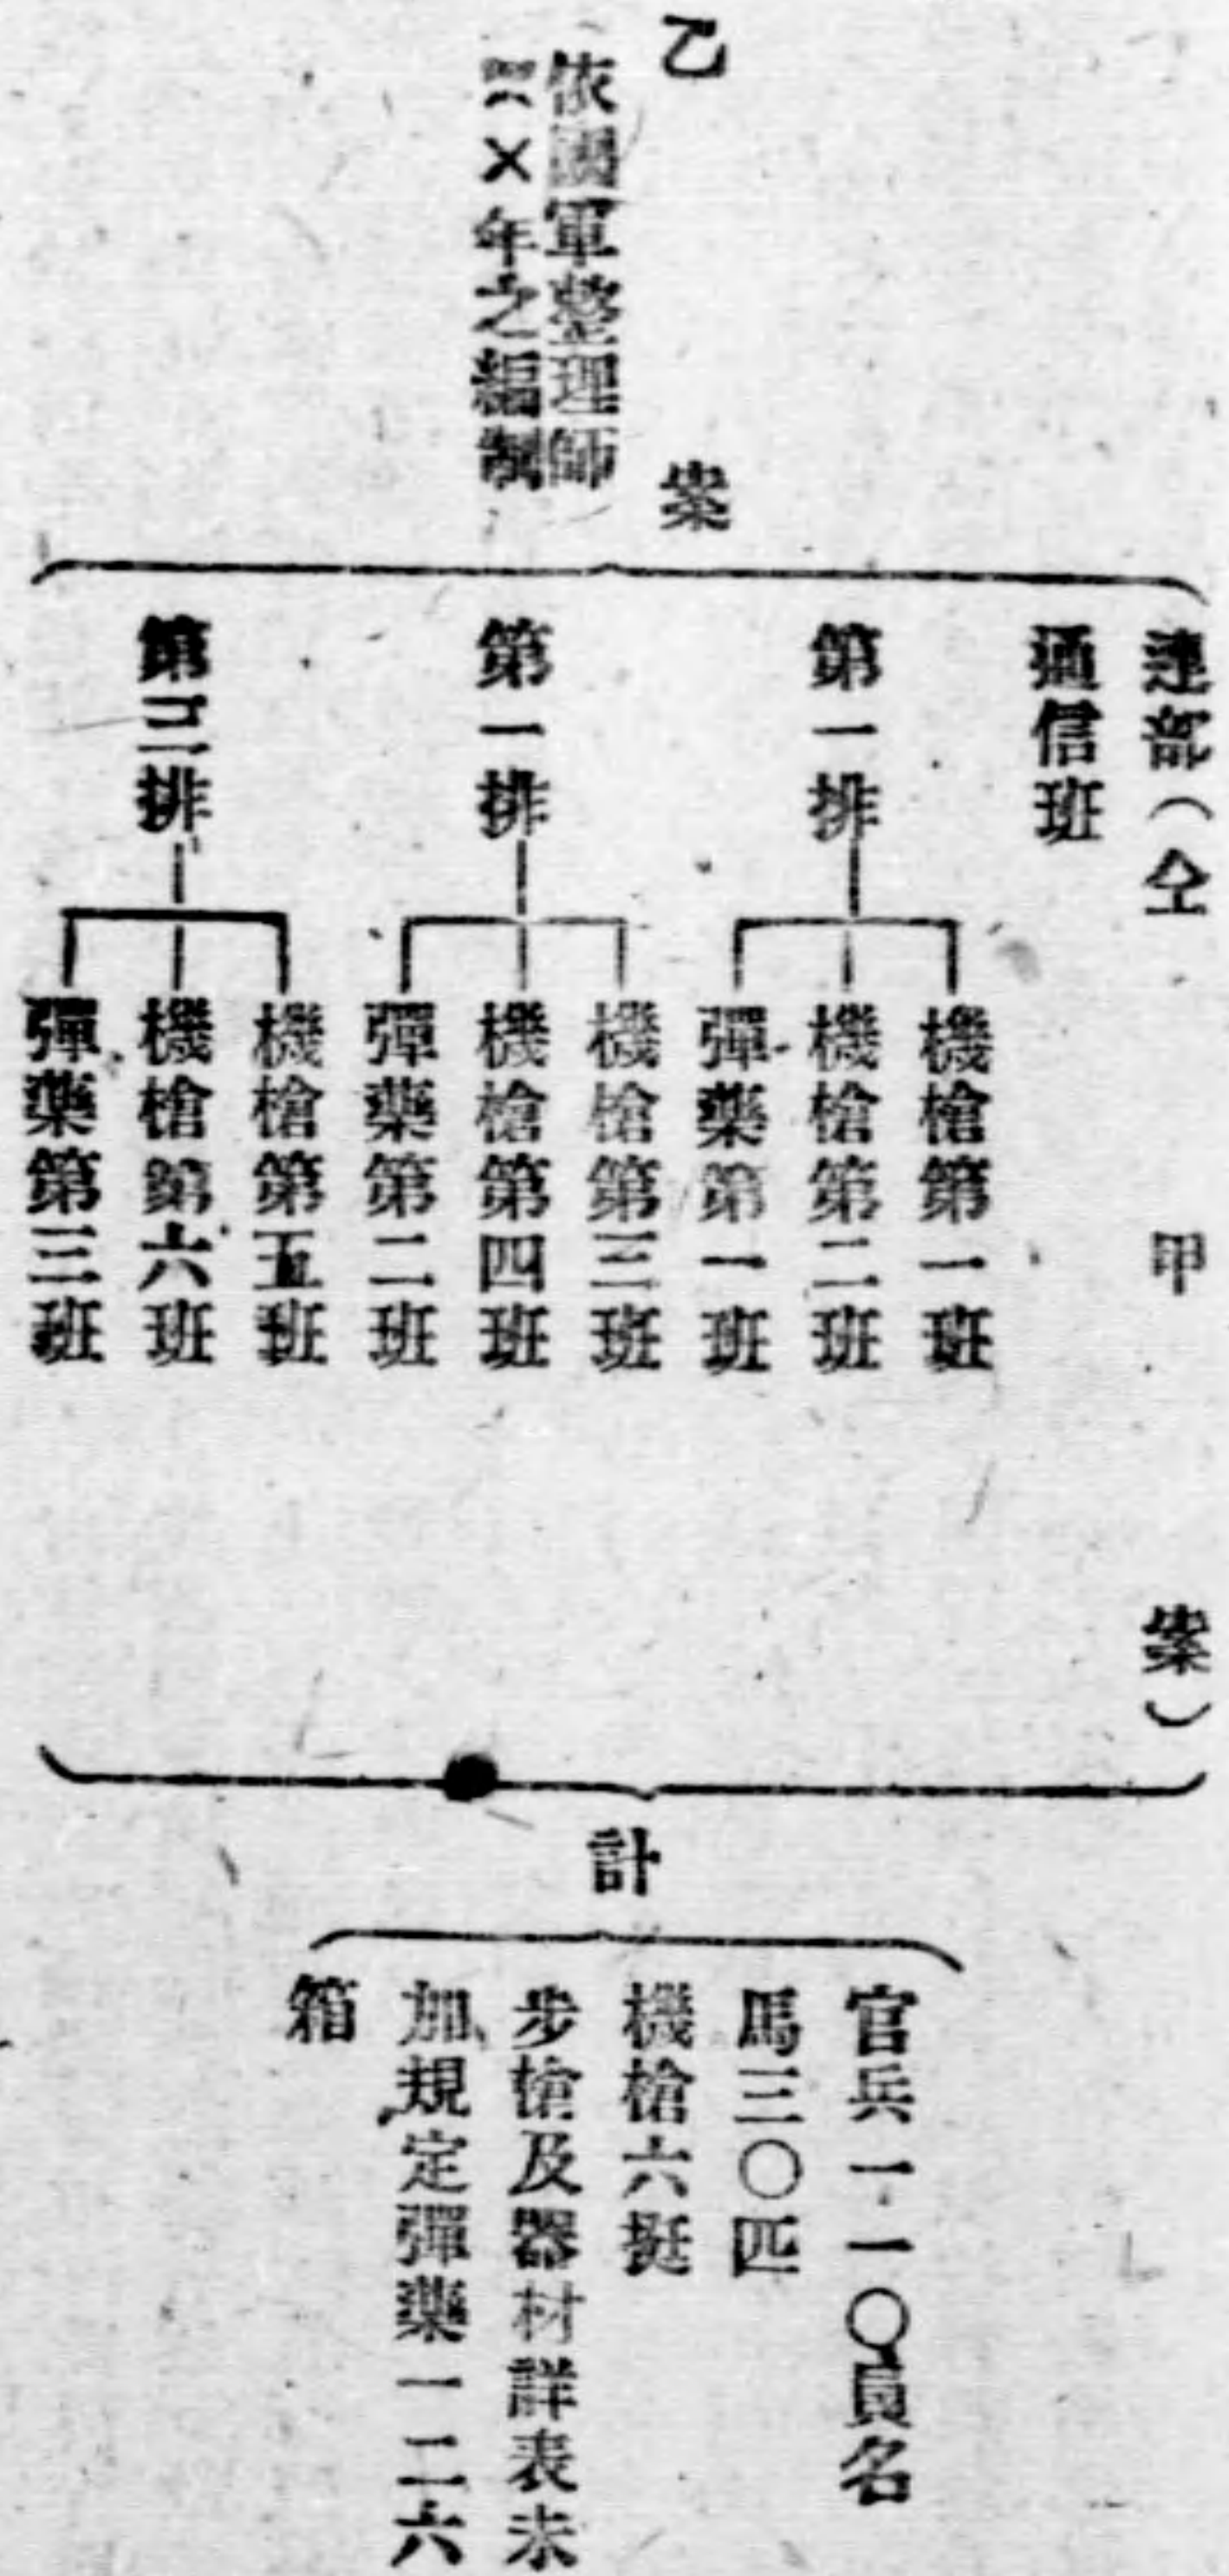 乙 案
依國軍整理師
××年之編制
連部(仝 甲 案)
通信班
第一排
機槍第一班
機槍第二班
彈藥第一班
第一排
機槍第三班
機槍第四班
彈藥第二班
第三排
機槍第五班
機槍第六班
彈藥第三班
計
官兵一一〇員名
馬三〇匹
機槍六挺
步槍及器材詳表未
加規定彈藥一二六
箱